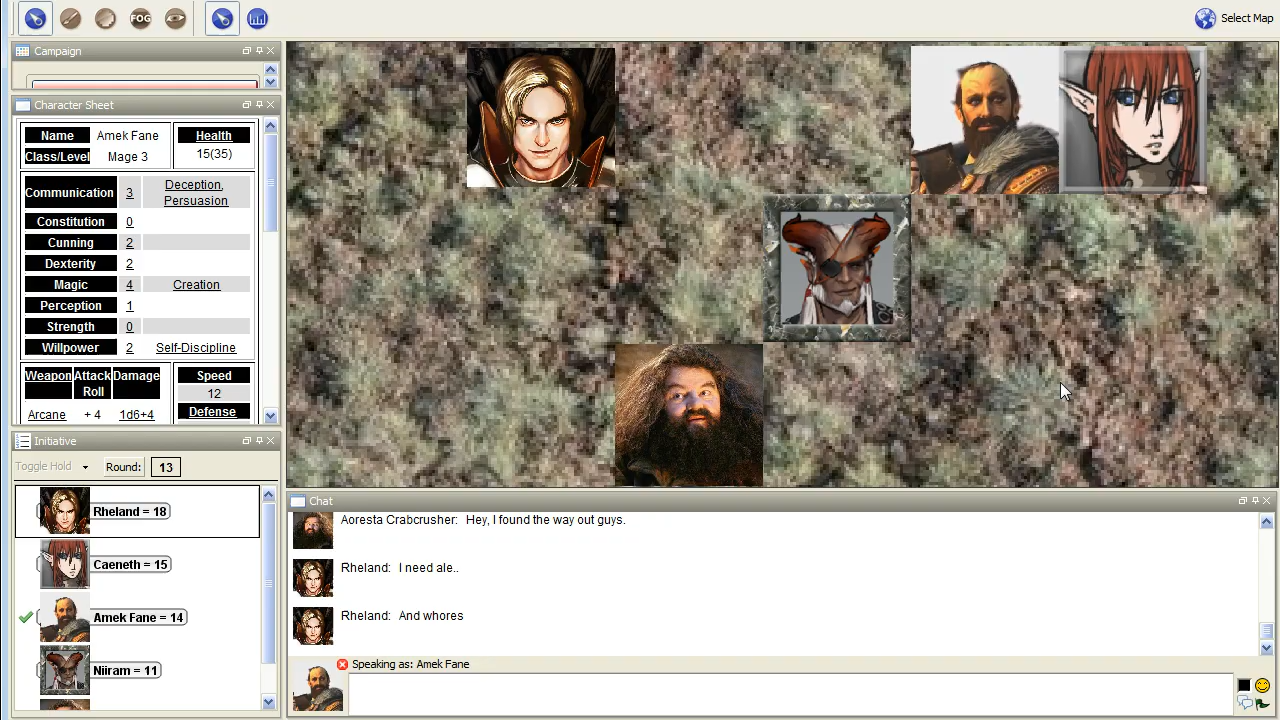 FOG
Select Map
Campaign
Character Sheet
Name Amek Fane Health
Class/Level Mage 3 15(35)
Communication 3 Deception, Persuasion
Constitution 0
Cunning 2
Dexterity 2
Magic 4 Creation
Perception 1
Strength 0
Willpower 2 Self-Discipline
Weapon Attack Roll Damage Speed
12
Arcane + 4 1d6+4 Defense
Initiative
Toggle Hold Round: 13
Rheland = 18
Caeneth = 15
Amek Fane = 14
Niiram = 11
Chat
Aoresta Crabcrusher: Hey, I found the way out guys.
Rheland: I need ale..
Rheland: And whores
Speaking as: Amek Fane